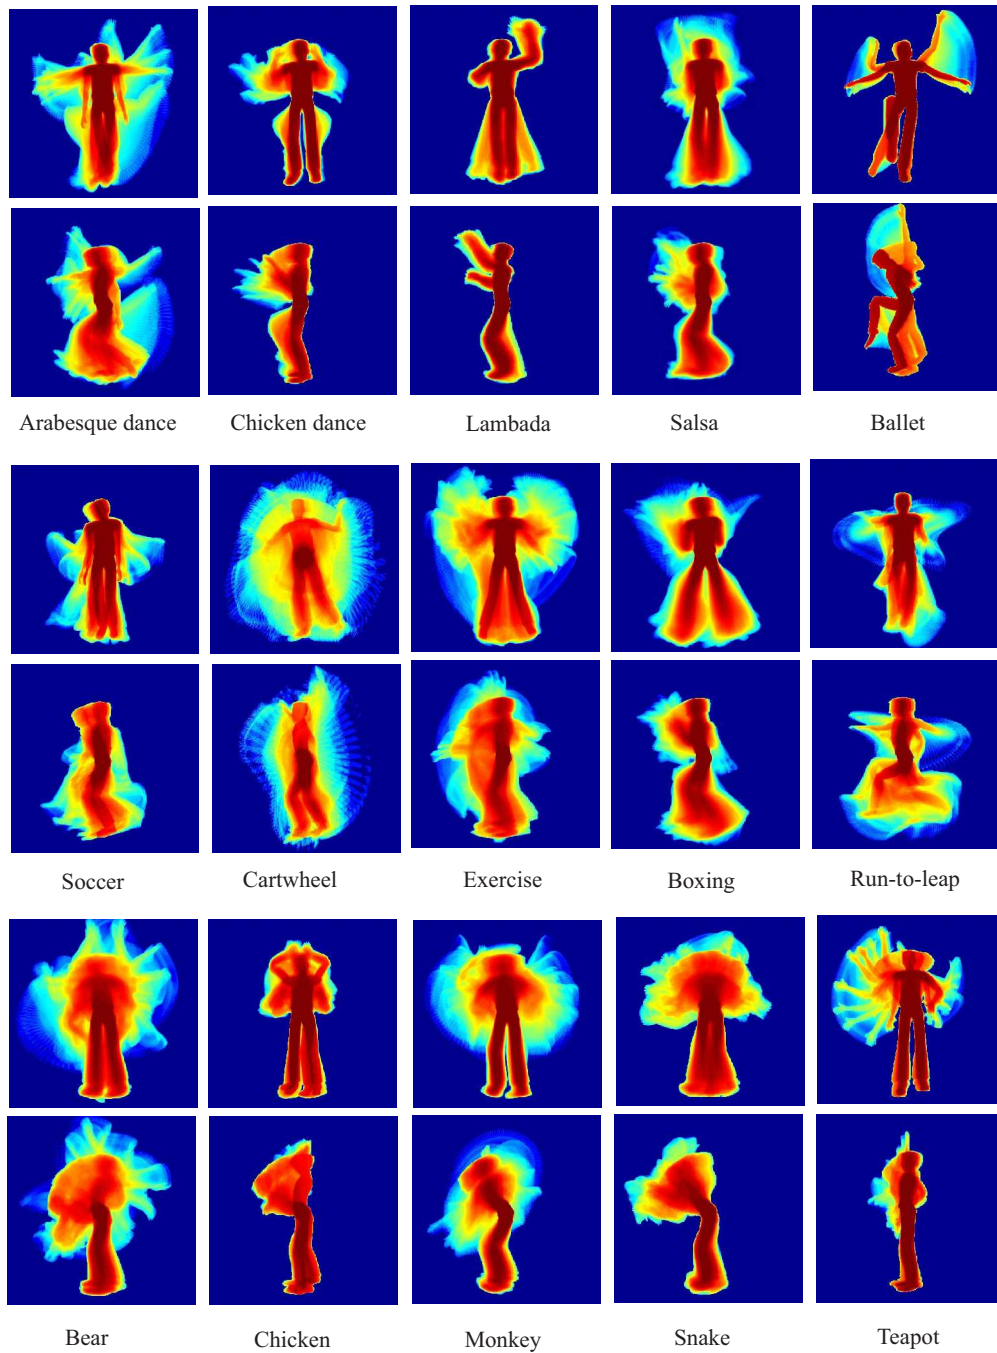 Arabesque dance Chicken dance Lambada Salsa Ballet
Soccer Cartwheel Exercise Boxing Run-to-leap
Bear Chicken Monkey Snake Teapot